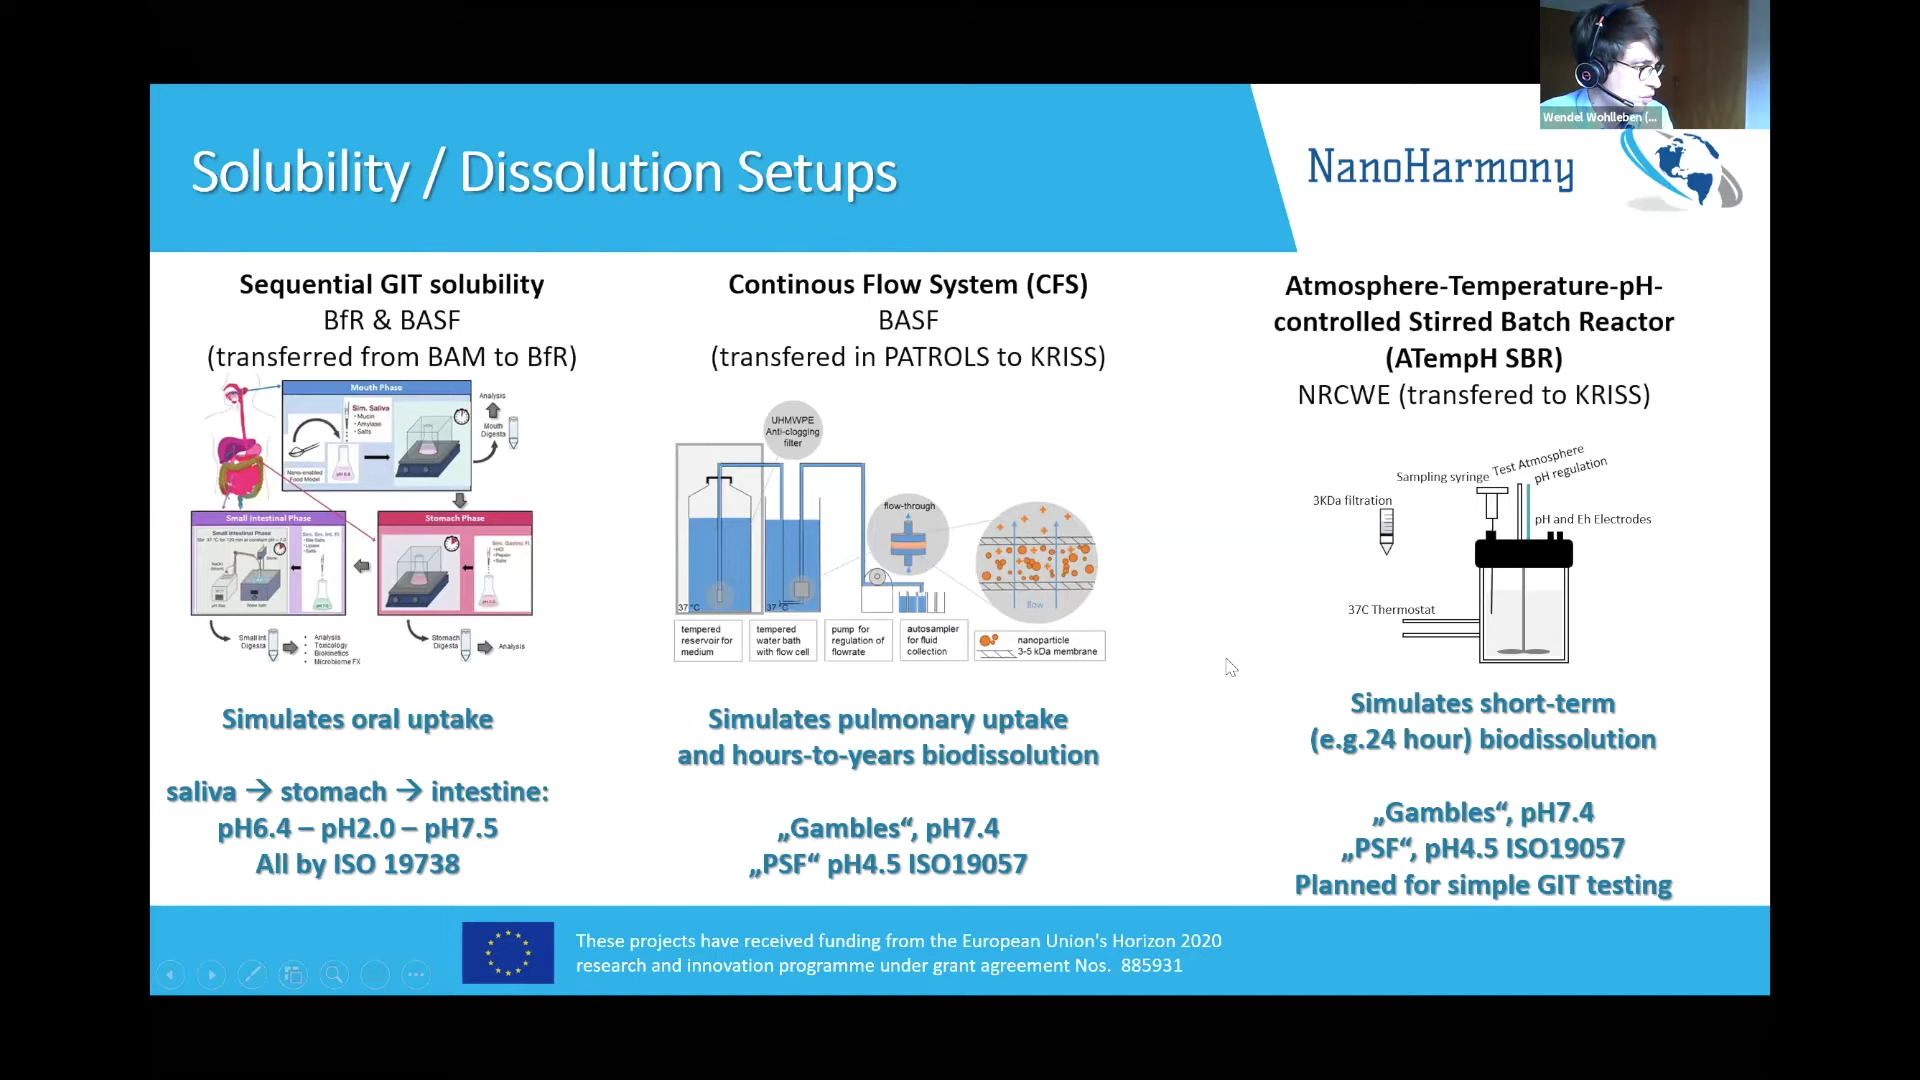 Wendel Wohlleben (...
Solubility / Dissolution Setups
NanoHarmony
Sequential GIT solubility
BfR & BASF
(transferred from BAM to BfR)
Mouth Phase
Sim. Saliva
• Mucin
• Amylase
• Salts
Nano-enabled
Food Model
pH 6.8
Analysis
Mouth
Digesta
Small Intestinal Phase
Small Intestinal Phase
Stomach Phase
• HCl
• Pepsin
• Salts
Water bath
Small Int.
Digesta
• Analysis
• Toxicology
• Biokinetics
• Microbiome FX
Stomach
Digesta
Analysis
Simulates oral uptake
saliva → stomach → intestine:
pH6.4 – pH2.0 – pH7.5
All by ISO 19738
Continous Flow System (CFS)
BASF
(transfered in PATROLS to KRISS)
UHMWPE
Anti-clogging
filter
flow-through
37 °C
37 °C
flow
tempered
reservoir for
medium
tempered
water bath
with flow cell
pump for
regulation of
flowrate
autosampler
for fluid
collection
nanoparticle
3-5 kDa membrane
Simulates pulmonary uptake
and hours-to-years biodissolution
„Gambles“, pH7.4
„PSF“ pH4.5 ISO19057
Atmosphere-Temperature-pH-
controlled Stirred Batch Reactor
(ATempH SBR)
NRCWE (transfered to KRISS)
Sampling syringe
Test Atmosphere
pH regulation
3KDa filtration
pH and Eh Electrodes
37C Thermostat
Simulates short-term
(e.g.24 hour) biodissolution
„Gambles“, pH7.4
„PSF“, pH4.5 ISO19057
Planned for simple GIT testing
These projects have received funding from the European Union's Horizon 2020
research and innovation programme under grant agreement Nos. 885931